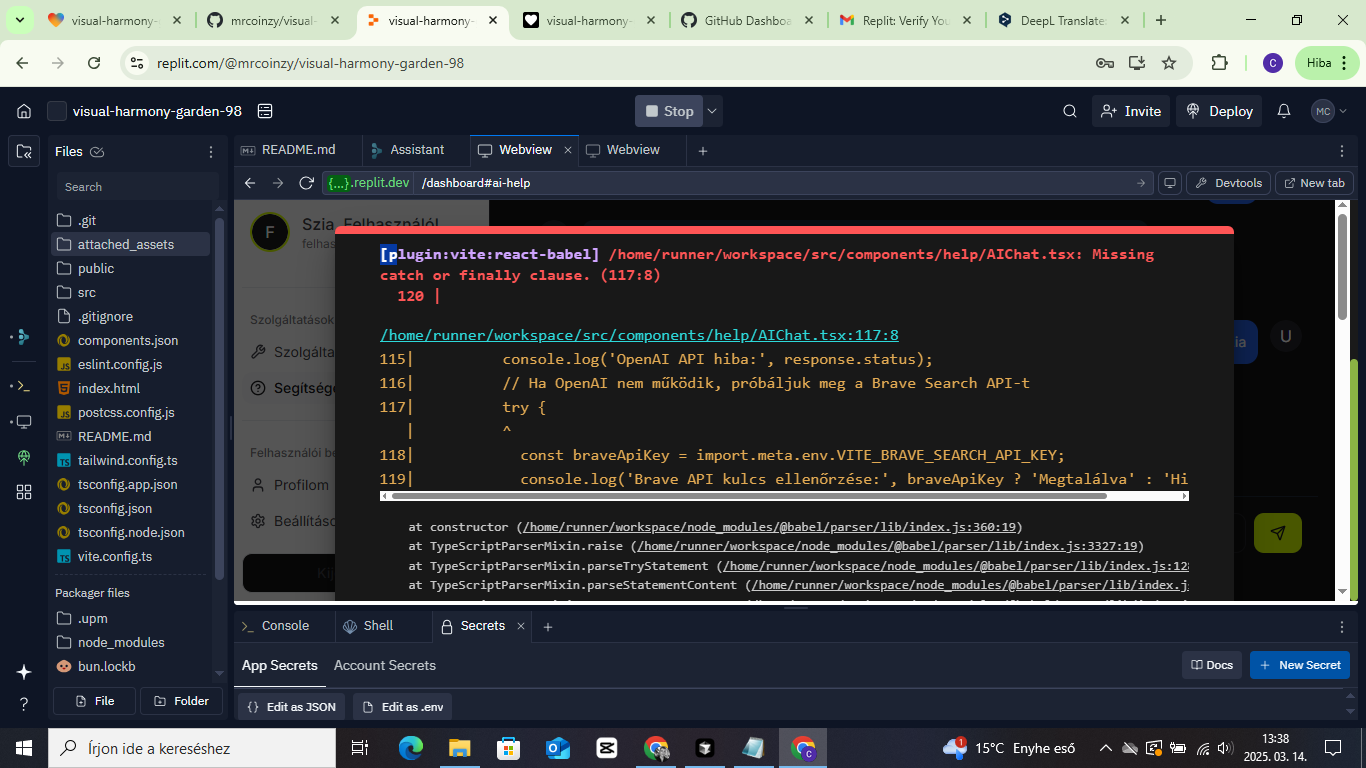 visual-harmony-
mrcoinzy/visual-
visual-harmony-
visual-harmony-
GitHub Dashboa
Gmail Replit: Verify You
DeepL Translate
replit.com/@mrcoinzy/visual-harmony-garden-98
C
Hiba
visual-harmony-garden-98
Stop
Invite
Deploy
MC
Files
README.md
Assistant
Webview
Webview
Search
{...}.replit.dev
/dashboard#ai-help
Devtools
New tab
.git
attached_assets
public
src
.gitignore
components.json
eslint.config.js
index.html
postcss.config.js
README.md
tailwind.config.ts
tsconfig.app.json
tsconfig.json
tsconfig.node.json
vite.config.ts
Packager files
.upm
node_modules
bun.lockb
File
Folder
F
Szia, Felhasználó!
felhas
Szolgáltatások
Szolgálta
Segítsége
Felhasználói be
Profilom
Beállításo
Kij
ia
U
[plugin:vite:react-babel] /home/runner/workspace/src/components/help/AIChat.tsx: Missing
catch or finally clause. (117:8)
120 |
/home/runner/workspace/src/components/help/AIChat.tsx:117:8
115| console.log('OpenAI API hiba:', response.status);
116| // Ha OpenAI nem működik, próbáljuk meg a Brave Search API-t
117| try {
| ^
118| const braveApiKey = import.meta.env.VITE_BRAVE_SEARCH_API_KEY;
119| console.log('Brave API kulcs ellenőrzése:', braveApiKey ? 'Megtalálva' : 'Hi
at constructor (/home/runner/workspace/node_modules/@babel/parser/lib/index.js:360:19)
at TypeScriptParserMixin.raise (/home/runner/workspace/node_modules/@babel/parser/lib/index.js:3327:19)
at TypeScriptParserMixin.parseTryStatement (/home/runner/workspace/node_modules/@babel/parser/lib/index.js:128
at TypeScriptParserMixin.parseStatementContent (/home/runner/workspace/node_modules/@babel/parser/lib/index.j
Console
Shell
Secrets
App Secrets
Account Secrets
Docs
New Secret
{} Edit as JSON
Edit as .env
Írjon ide a kereséshez
1
15°C Enyhe eső
13:38
2025. 03. 14.